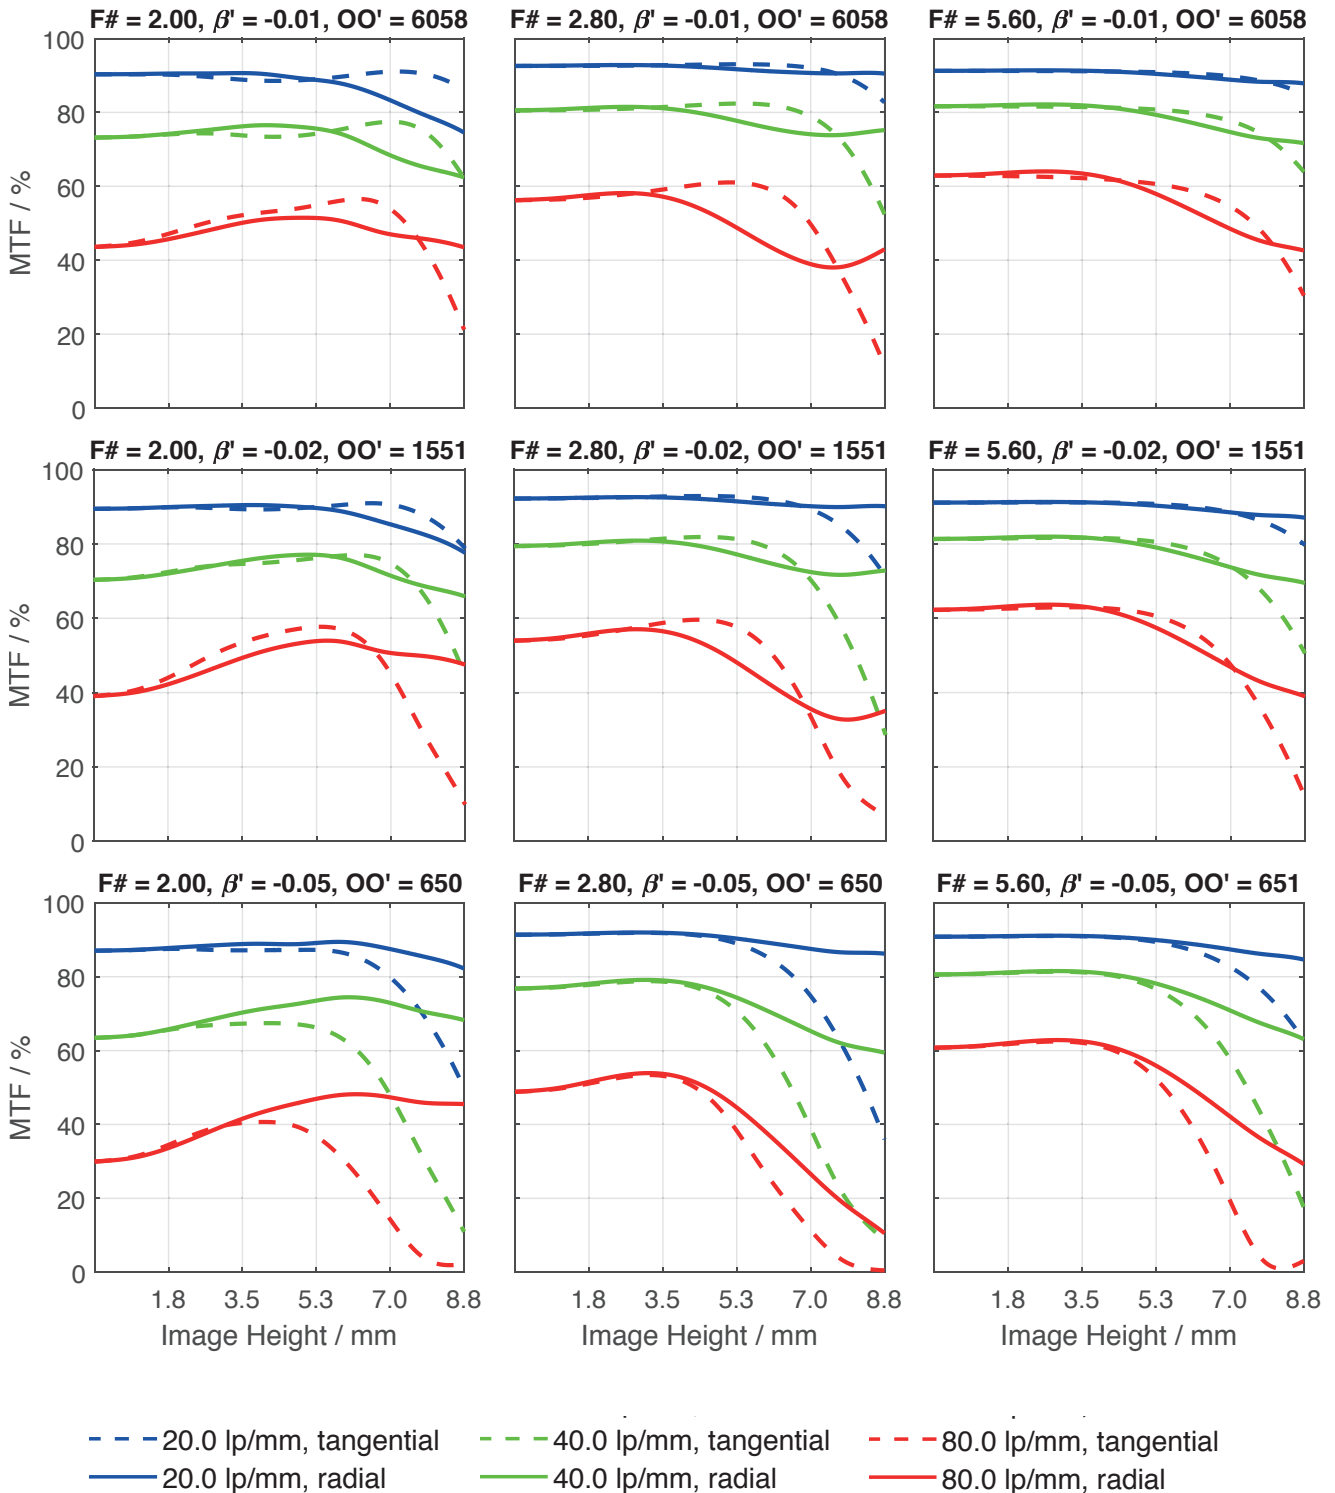 F# = 2.00, β' = -0.01, OO' = 6058
F# = 2.80, β' = -0.01, OO' = 6058
F# = 5.60, β' = -0.01, OO' = 6058
100
80
60
40
20
0
MTF / %
F# = 2.00, β' = -0.02, OO' = 1551
F# = 2.80, β' = -0.02, OO' = 1551
F# = 5.60, β' = -0.02, OO' = 1551
100
80
60
40
20
0
MTF / %
F# = 2.00, β' = -0.05, OO' = 650
F# = 2.80, β' = -0.05, OO' = 650
F# = 5.60, β' = -0.05, OO' = 651
100
80
60
40
20
0
MTF / %
1.8 3.5 5.3 7.0 8.8
1.8 3.5 5.3 7.0 8.8
1.8 3.5 5.3 7.0 8.8
Image Height / mm
Image Height / mm
Image Height / mm
20.0 lp/mm, tangential
40.0 lp/mm, tangential
80.0 lp/mm, tangential
20.0 lp/mm, radial
40.0 lp/mm, radial
80.0 lp/mm, radial